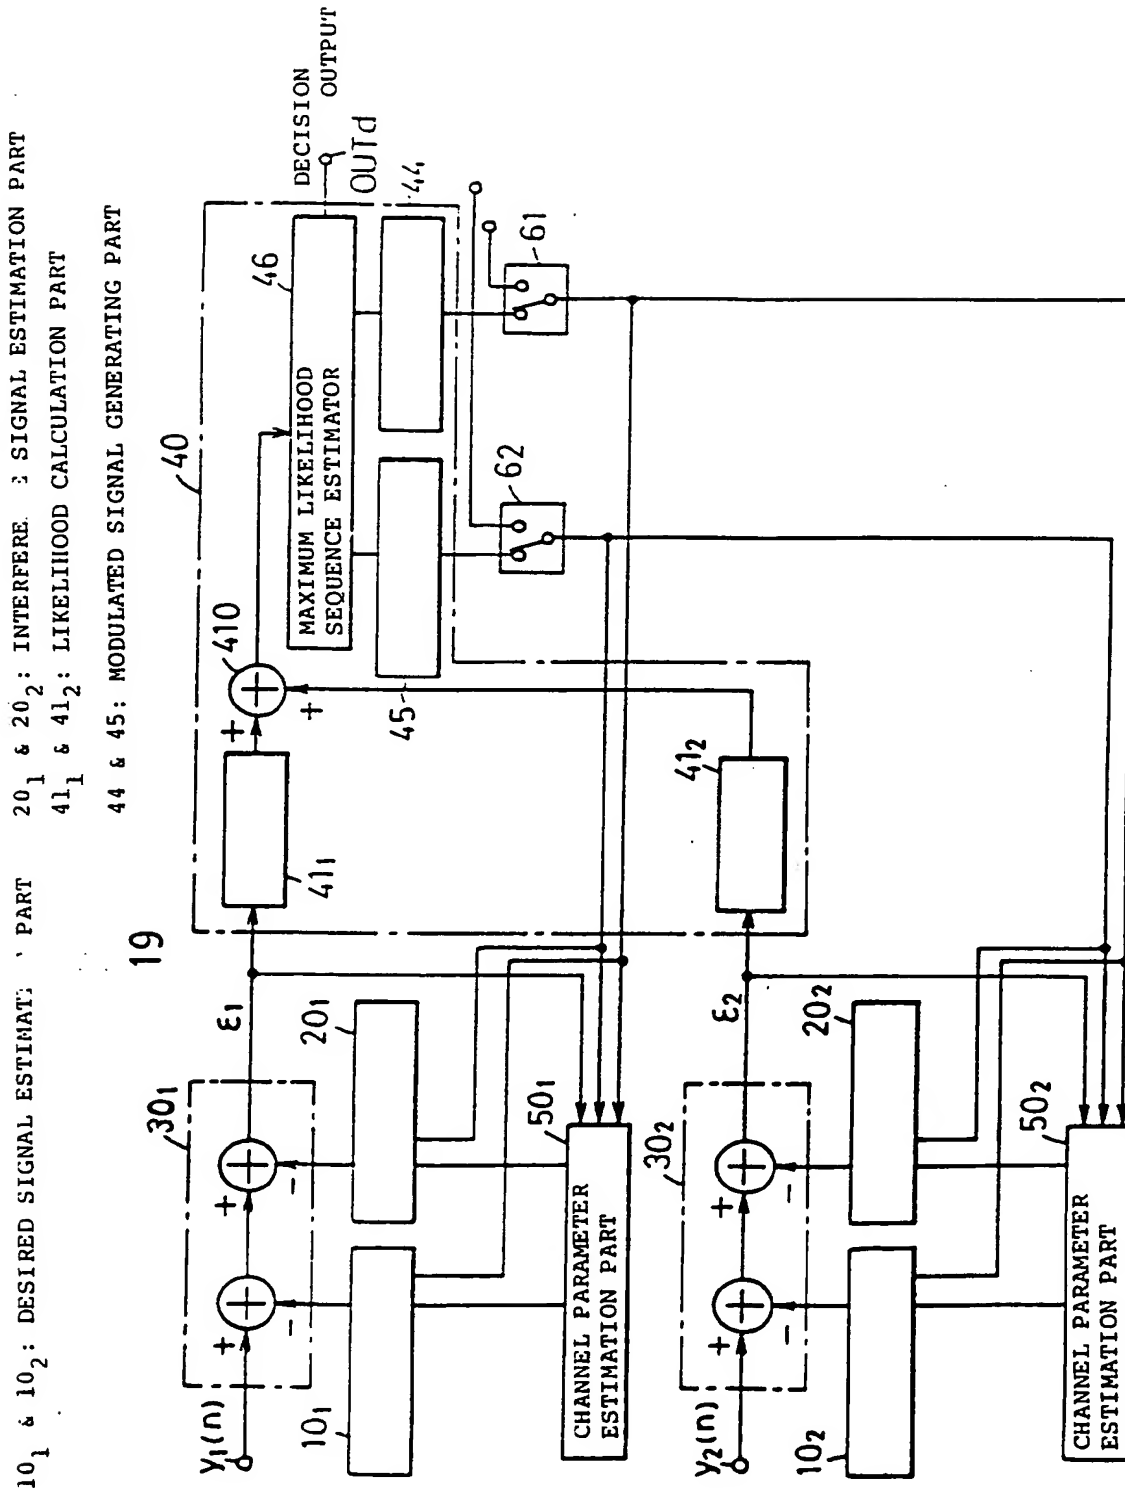 10₁ & 10₂: DESIRED SIGNAL PART
20₁ & 20₂: SIGNAL ESTIMATION PART
41₁ & 41₂: LIKELIHOOD CALCULATION PART
44 & 45: MODULATED SIGNAL GENERATING PART
19
40
DECISION
OUTPUT
OUTd
46
44
MAXIMUM LIKELIHOOD
SEQUENCE ESTIMATOR
410
+
+
45
41₁
61
62
41₂
y₁(n)
+
-
+
-
30₁
ε₁
10₁
20₁
50₁
CHANNEL PARAMETER
ESTIMATION PART
y₂(n)
+
-
+
-
30₂
ε₂
10₂
20₂
50₂
CHANNEL PARAMETER
ESTIMATION PART